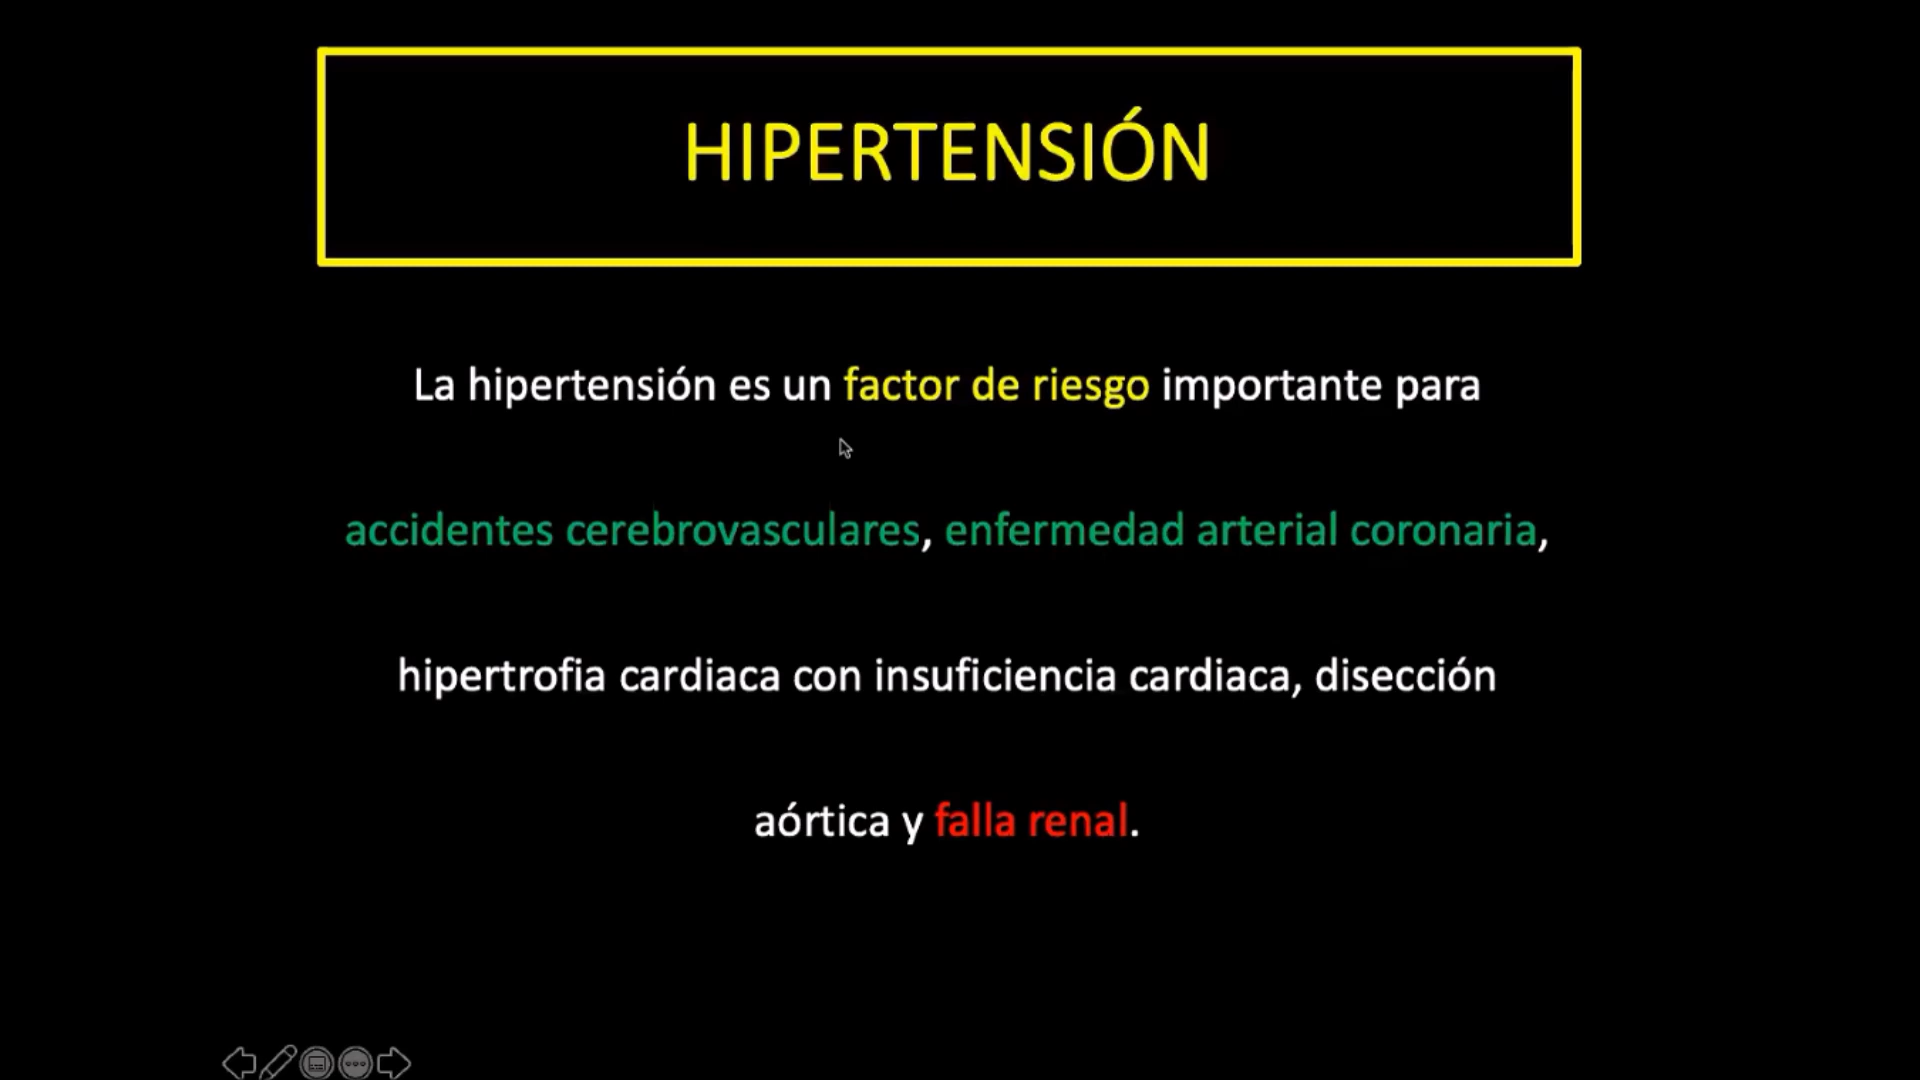 HIPERTENSIÓN
La hipertensión es un factor de riesgo importante para
accidentes cerebrovasculares, enfermedad arterial coronaria,
hipertrofia cardiaca con insuficiencia cardiaca, disección
aórtica y falla renal.